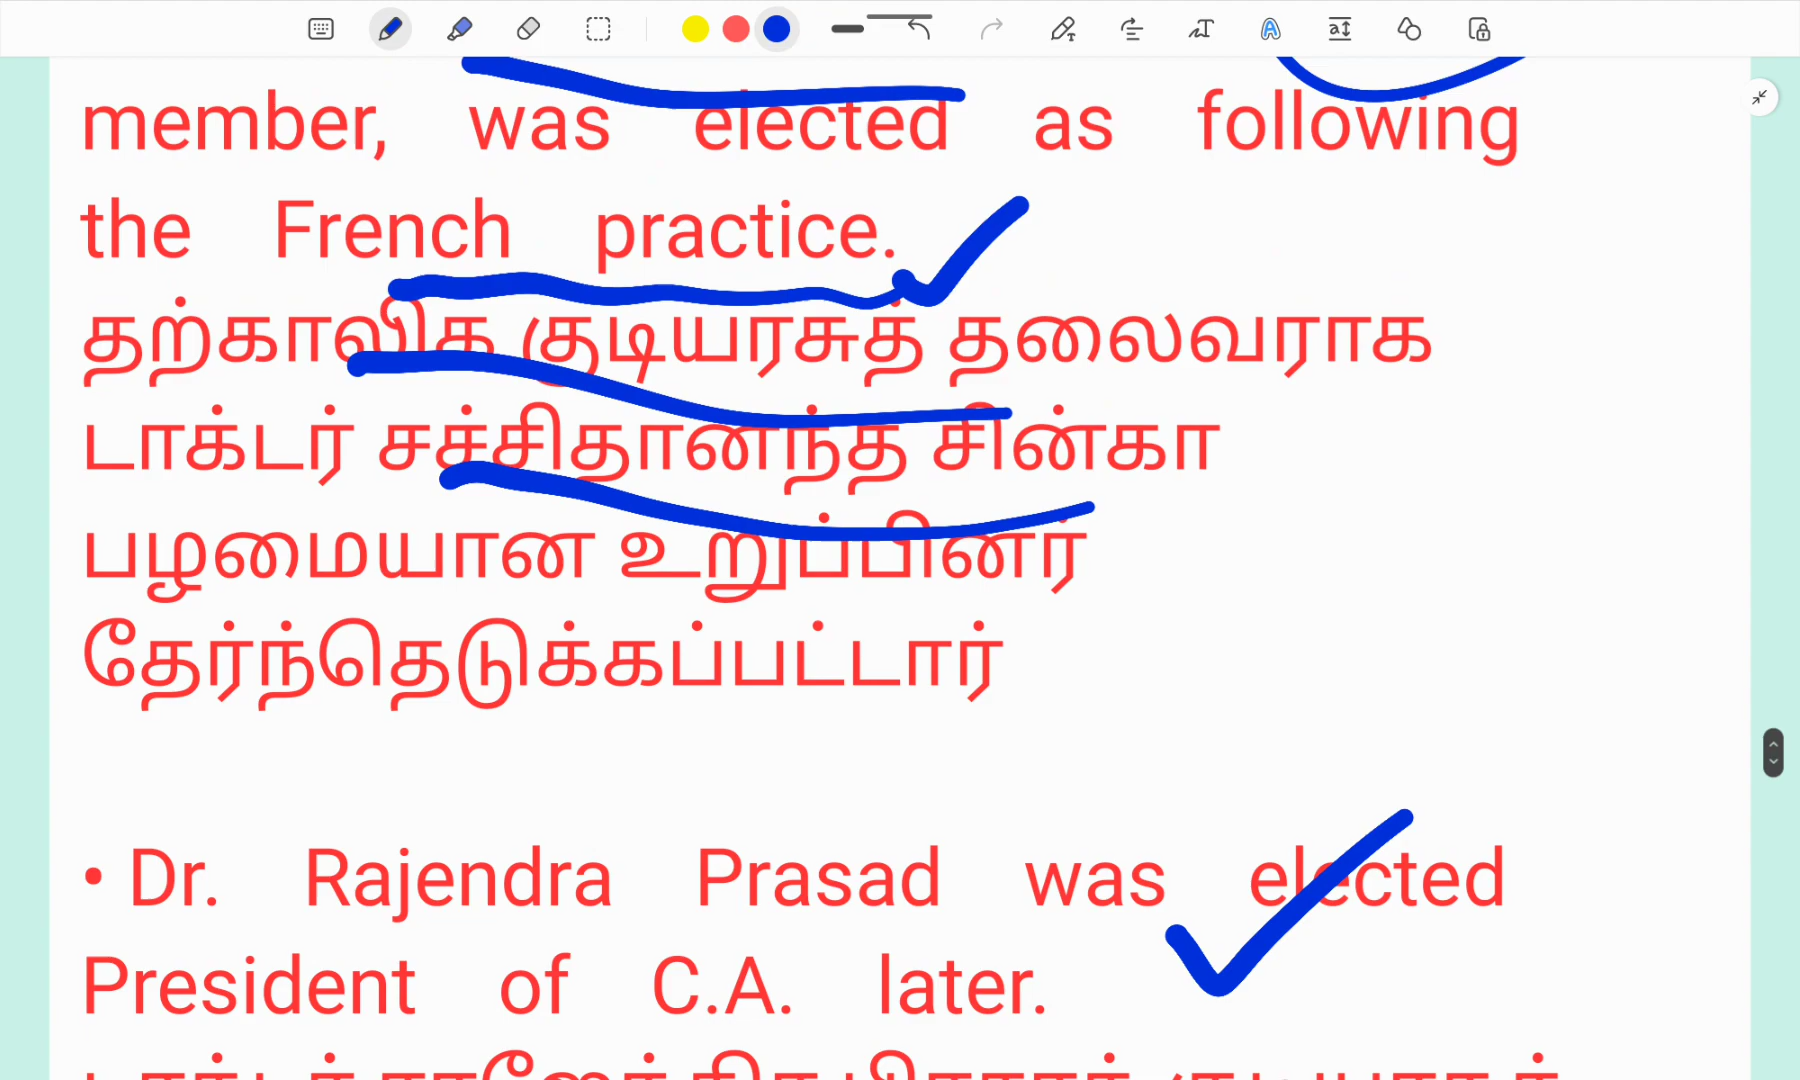 member, was elected as following
the French practice.
தற்காலிக குடியரசுத் தலைவராக
டாக்டர் சச்சிதானந்த சின்கா
பழமையான உறுப்பினர்
தேர்ந்தெடுக்கப்பட்டார்
• Dr. Rajendra Prasad was elected
President of C.A. later.